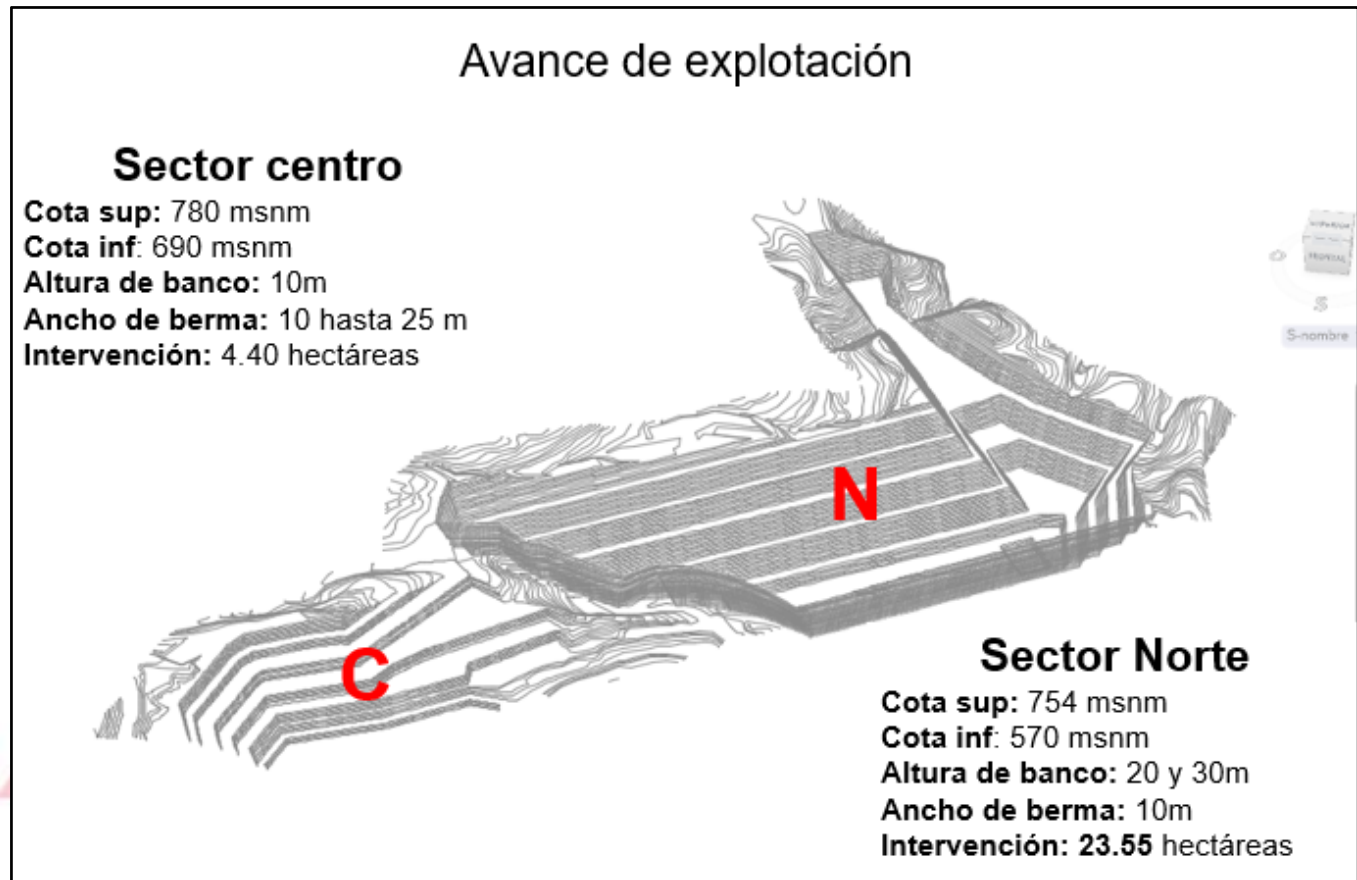 Avance de explotación
Sector centro
Cota sup: 780 msnm
Cota inf: 690 msnm
Altura de banco: 10m
Ancho de berma: 10 hasta 25 m
Intervención: 4.40 hectáreas
S
S-nombre
N
C
Sector Norte
Cota sup: 754 msnm
Cota inf: 570 msnm
Altura de banco: 20 y 30m
Ancho de berma: 10m
Intervención: 23.55 hectáreas